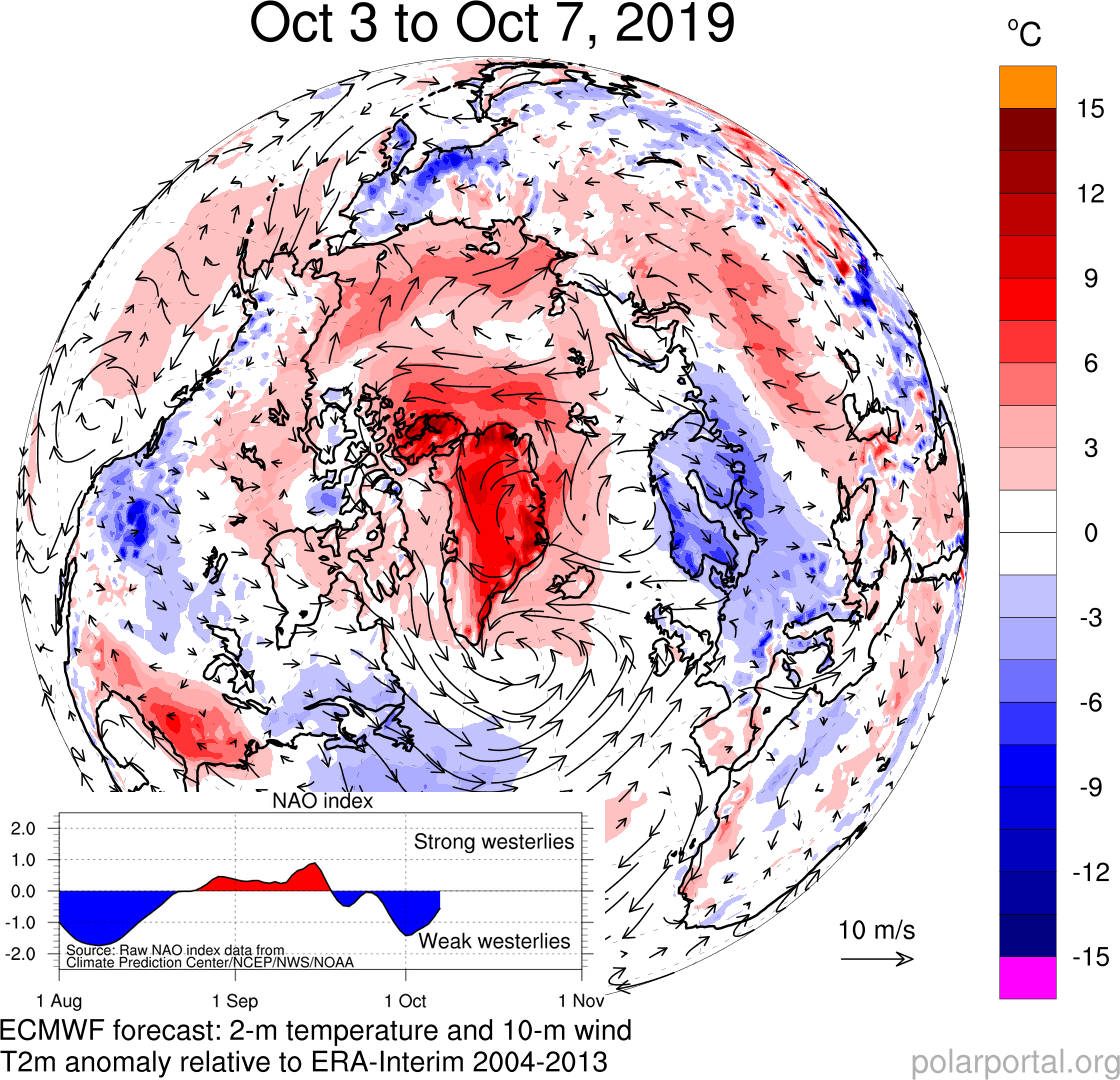 Oct 3 to Oct 7, 2019
oC
15
12
9
6
3
0
-3
-6
-9
-12
-15
10 m/s
NAO index
2.0
1.0
0.0
-1.0
-2.0
Strong westerlies
Weak westerlies
Source: Raw NAO index data from
Climate Prediction Center/NCEP/NWS/NOAA
1 Aug
1 Sep
1 Oct
1 Nov
ECMWF forecast: 2-m temperature and 10-m wind
T2m anomaly relative to ERA-Interim 2004-2013
polarportal.org